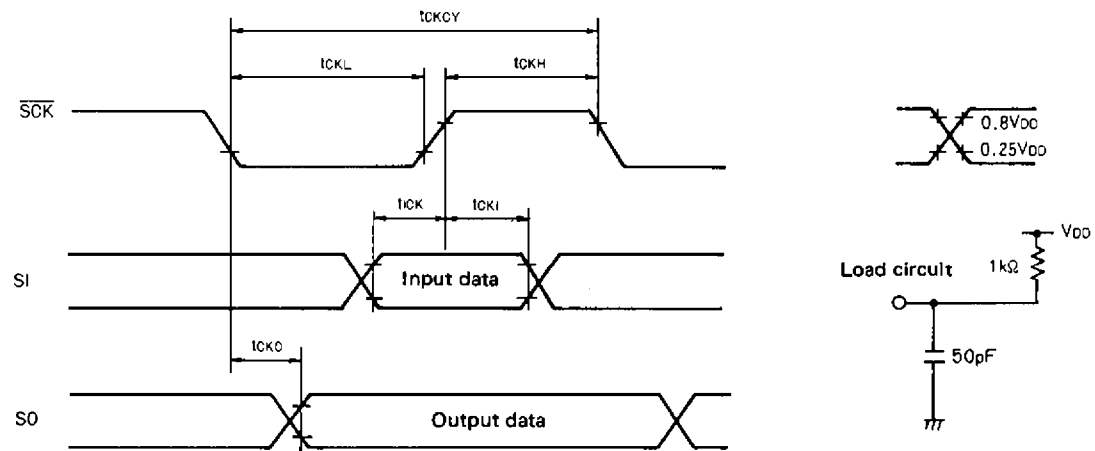 tCKCY
tCKL
tCKH
SCK
0.8VDD
0.25VDD
tICK
tCKI
VDD
1kΩ
Load circuit
SI
Input data
50pF
tCKO
SO
Output data